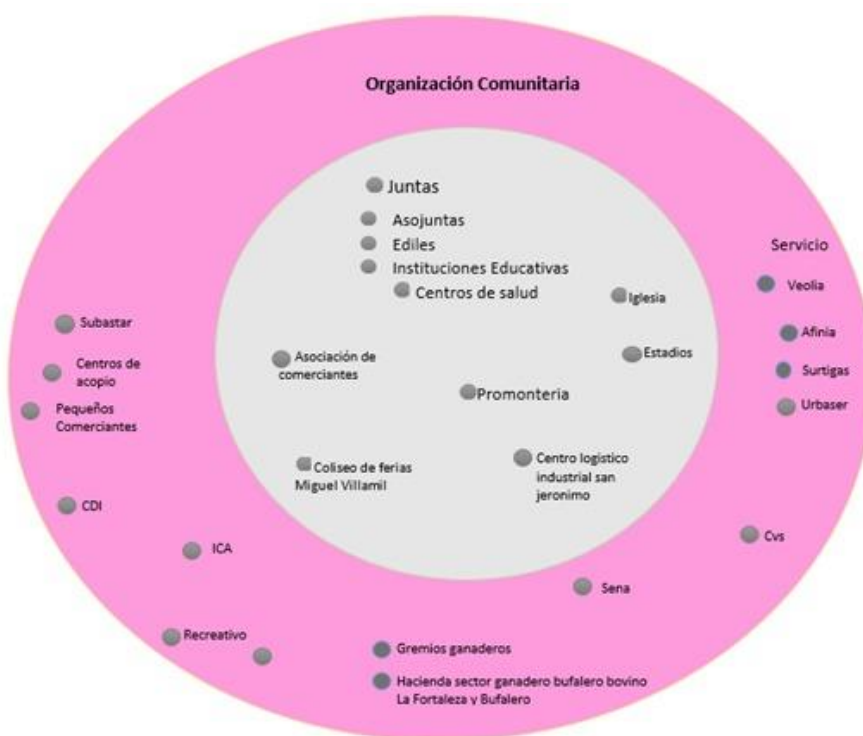 Organización Comunitaria
Juntas
Asojuntas
Ediles
Instituciones Educativas
Centros de salud
Iglesia
Estadios
Asociación de
comerciantes
Promonteria
Coliseo de ferias
Miguel Villamil
Centro logístico
industrial san
jeronimo
Servicio
Veolia
Afinia
Surtigas
Urbaser
Subastar
Centros de
acopio
Pequeños
Comerciantes
CDI
ICA
Recreativo
Cvs
Sena
Gremios ganaderos
Hacienda sector ganadero bufalero bovino
La Fortaleza y Bufalero